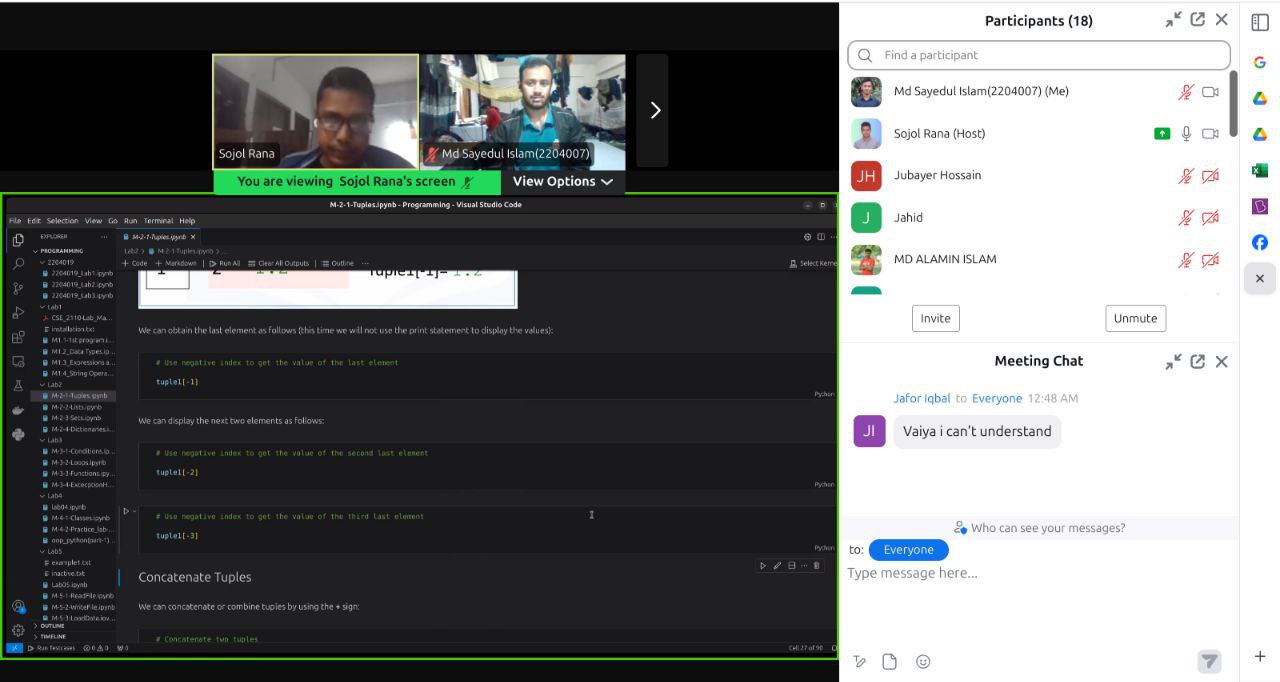 Sojol Rana
Md Sayedul Islam(2204007)
You are viewing Sojol Rana's screen
View Options
M-2-1-Tuples.ipynb - Programming - Visual Studio Code
File Edit Selection View Go Run Terminal Help
EXPLORER
PROGRAMMING
2204019
2204019_Lab1.ipynb
2204019_Lab2.ipynb
2204019_Lab3.ipynb
Lab1
CSE_2110-Lab_Ma...
installation.txt
M1.1-1st program.i...
M1.2_Data Types.ip...
M1.3_Expressions a...
M1.4_String Opera...
Lab2
M-2-1-Tuples.ipynb
M-2-2-Lists.ipynb
M-2-3-Sets.ipynb
M-2-4-Dictionaries.i...
Lab3
M-3-1-Conditions.ip...
M-3-2-Loops.ipynb
M-3-3-Functions.ipy...
M-3-4-ExceptionH...
Lab4
lab04.ipynb
M-4-1-Classes.ipynb
M-4-2-Practice_lab-...
oop_python(part-1)...
Lab5
example1.txt
inactive.txt
Lab05.ipynb
M-5-1-ReadFile.ipynb
M-5-2-WriteFile.ipynb
M-5-3-LoadData.ipy...
OUTLINE
TIMELINE
M-2-1-Tuples.ipynb
Lab2 > M-2-1-Tuples.ipynb > ...
+ Code + Markdown Run All Clear All Outputs Outline ...
Select Kernel
Tuple1[-1]= 1.2
We can obtain the last element as follows (this time we will not use the print statement to display the values):
# Use negative index to get the value of the last element
tuple1[-1]
Python
We can display the next two elements as follows:
# Use negative index to get the value of the second last element
tuple1[-2]
Python
# Use negative index to get the value of the third last element
tuple1[-3]
Python
Concatenate Tuples
We can concatenate or combine tuples by using the + sign:
# Concatenate two tuples
Run Testcases 0 0 0
Cell 27 of 90
Participants (18)
Find a participant
Md Sayedul Islam(2204007) (Me)
Sojol Rana (Host)
JH Jubayer Hossain
J Jahid
MD ALAMIN ISLAM
Invite
Unmute
Meeting Chat
Jafor Iqbal to Everyone 12:48 AM
JI Vaiya i can't understand
Who can see your messages?
to: Everyone
Type message here...